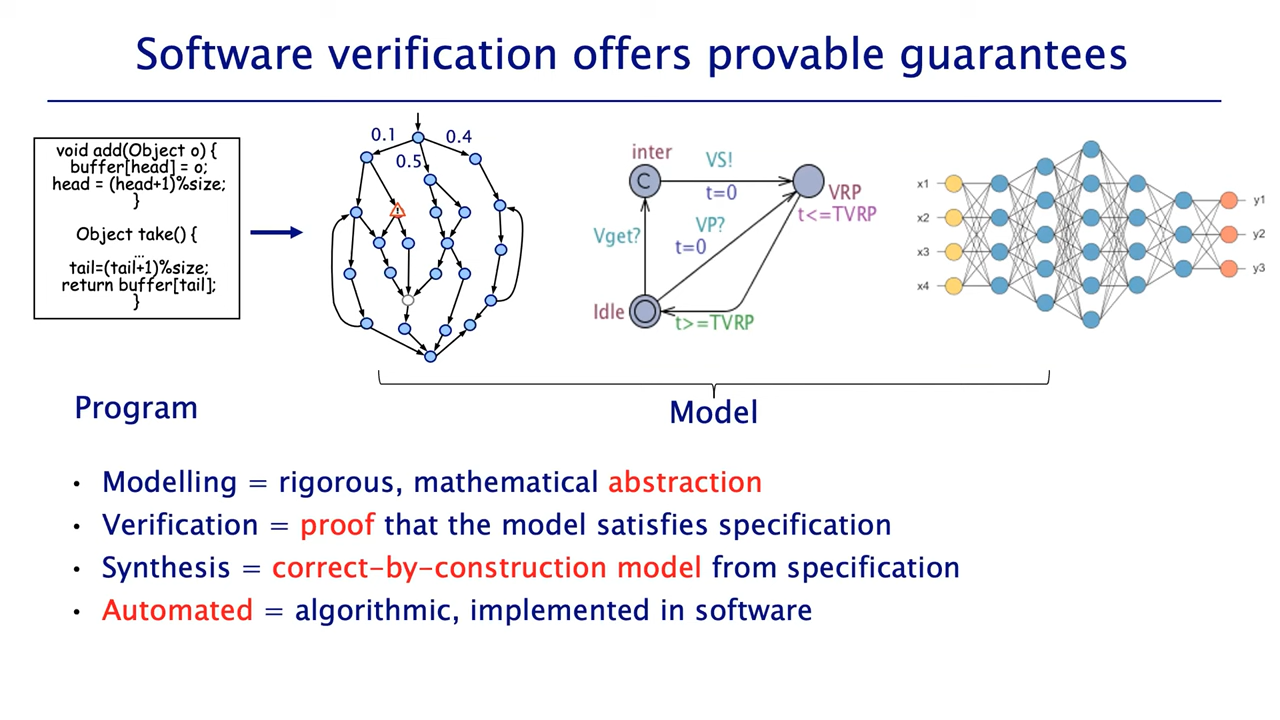 Software verification offers provable guarantees
void add(Object o) {
buffer[head] = o;
head = (head+1)%size;
}
Object take() {
…
tail=(tail+1)%size;
return buffer[tail];
}
0.1
0.4
0.5
inter
C
VS!
t=0
VRP
t<=TVRP
VP?
t=0
Vget?
Idle
t>=TVRP
x1
x2
x3
x4
y1
y2
y3
Program
Model
• Modelling = rigorous, mathematical abstraction
• Verification = proof that the model satisfies specification
• Synthesis = correct-by-construction model from specification
• Automated = algorithmic, implemented in software